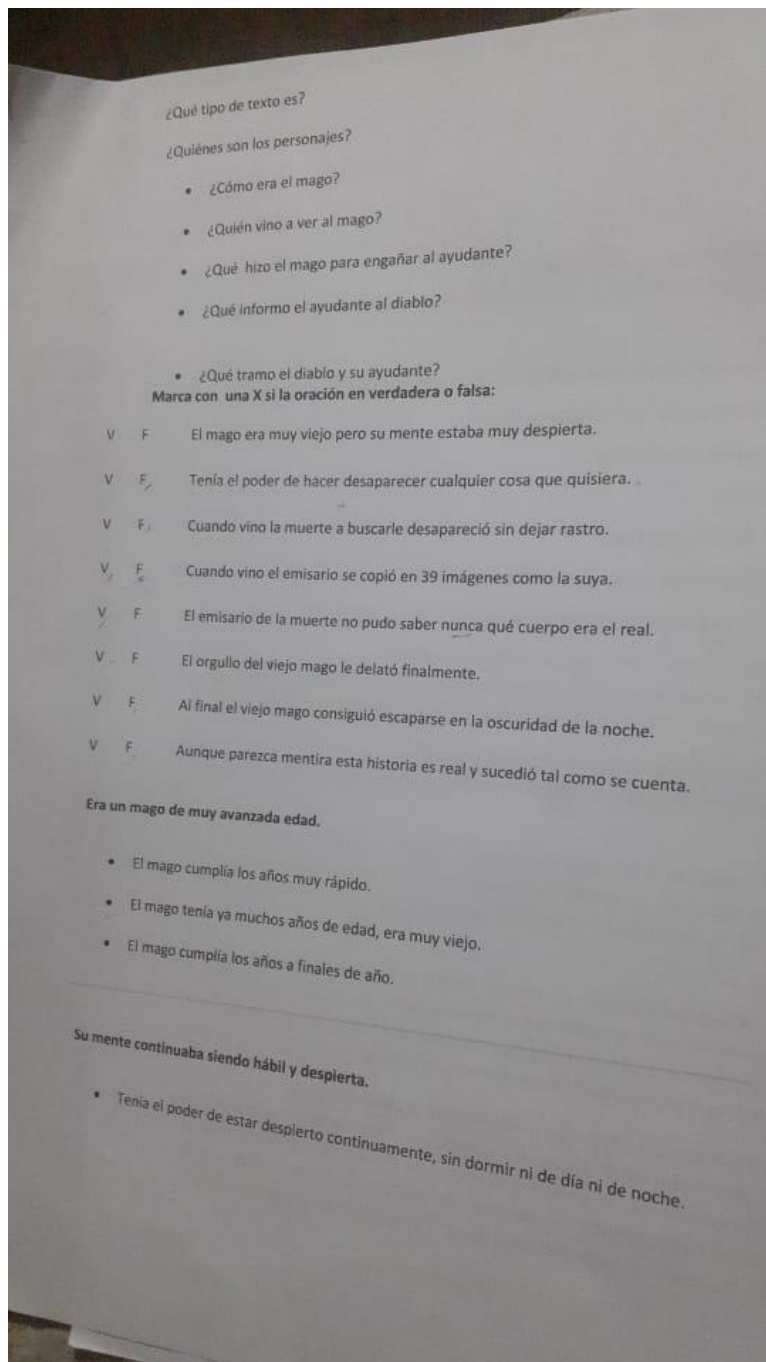 ¿Qué tipo de texto es?
¿Quiénes son los personajes?
• ¿Cómo era el mago?
• ¿Quién vino a ver al mago?
• ¿Qué hizo el mago para engañar al ayudante?
• ¿Qué informo el ayudante al diablo?
• ¿Qué tramo el diablo y su ayudante?
Marca con una X si la oración en verdadera o falsa:
V F El mago era muy viejo pero su mente estaba muy despierta.
V F Tenía el poder de hacer desaparecer cualquier cosa que quisiera.
V F Cuando vino la muerte a buscarle desapareció sin dejar rastro.
V F Cuando vino el emisario se copió en 39 imágenes como la suya.
V F El emisario de la muerte no pudo saber nunca qué cuerpo era el real.
V F El orgullo del viejo mago le delató finalmente.
V F Al final el viejo mago consiguió escaparse en la oscuridad de la noche.
V F Aunque parezca mentira esta historia es real y sucedió tal como se cuenta.
Era un mago de muy avanzada edad.
• El mago cumplía los años muy rápido.
• El mago tenía ya muchos años de edad, era muy viejo.
• El mago cumplía los años a finales de año.
Su mente continuaba siendo hábil y despierta.
• Tenía el poder de estar despierto continuamente, sin dormir ni de día ni de noche.